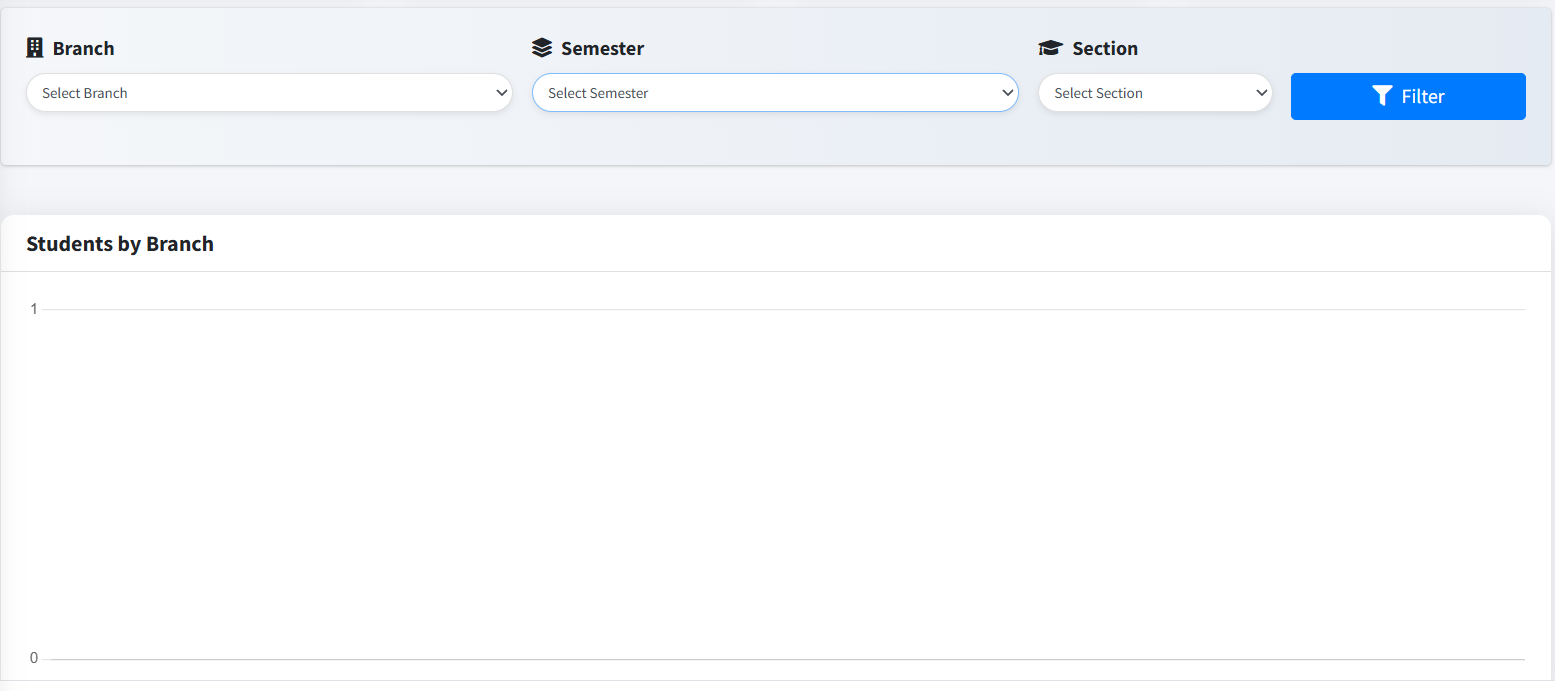 Branch
Semester
Section
Select Branch
Select Semester
Select Section
Filter
Students by Branch
1
0